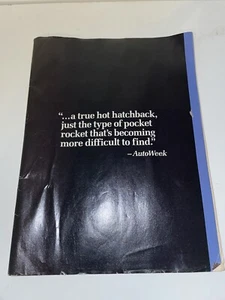 “...a true hot hatchback,
just the type of pocket
rocket that’s becoming
more difficult to find.”
–AutoWeek